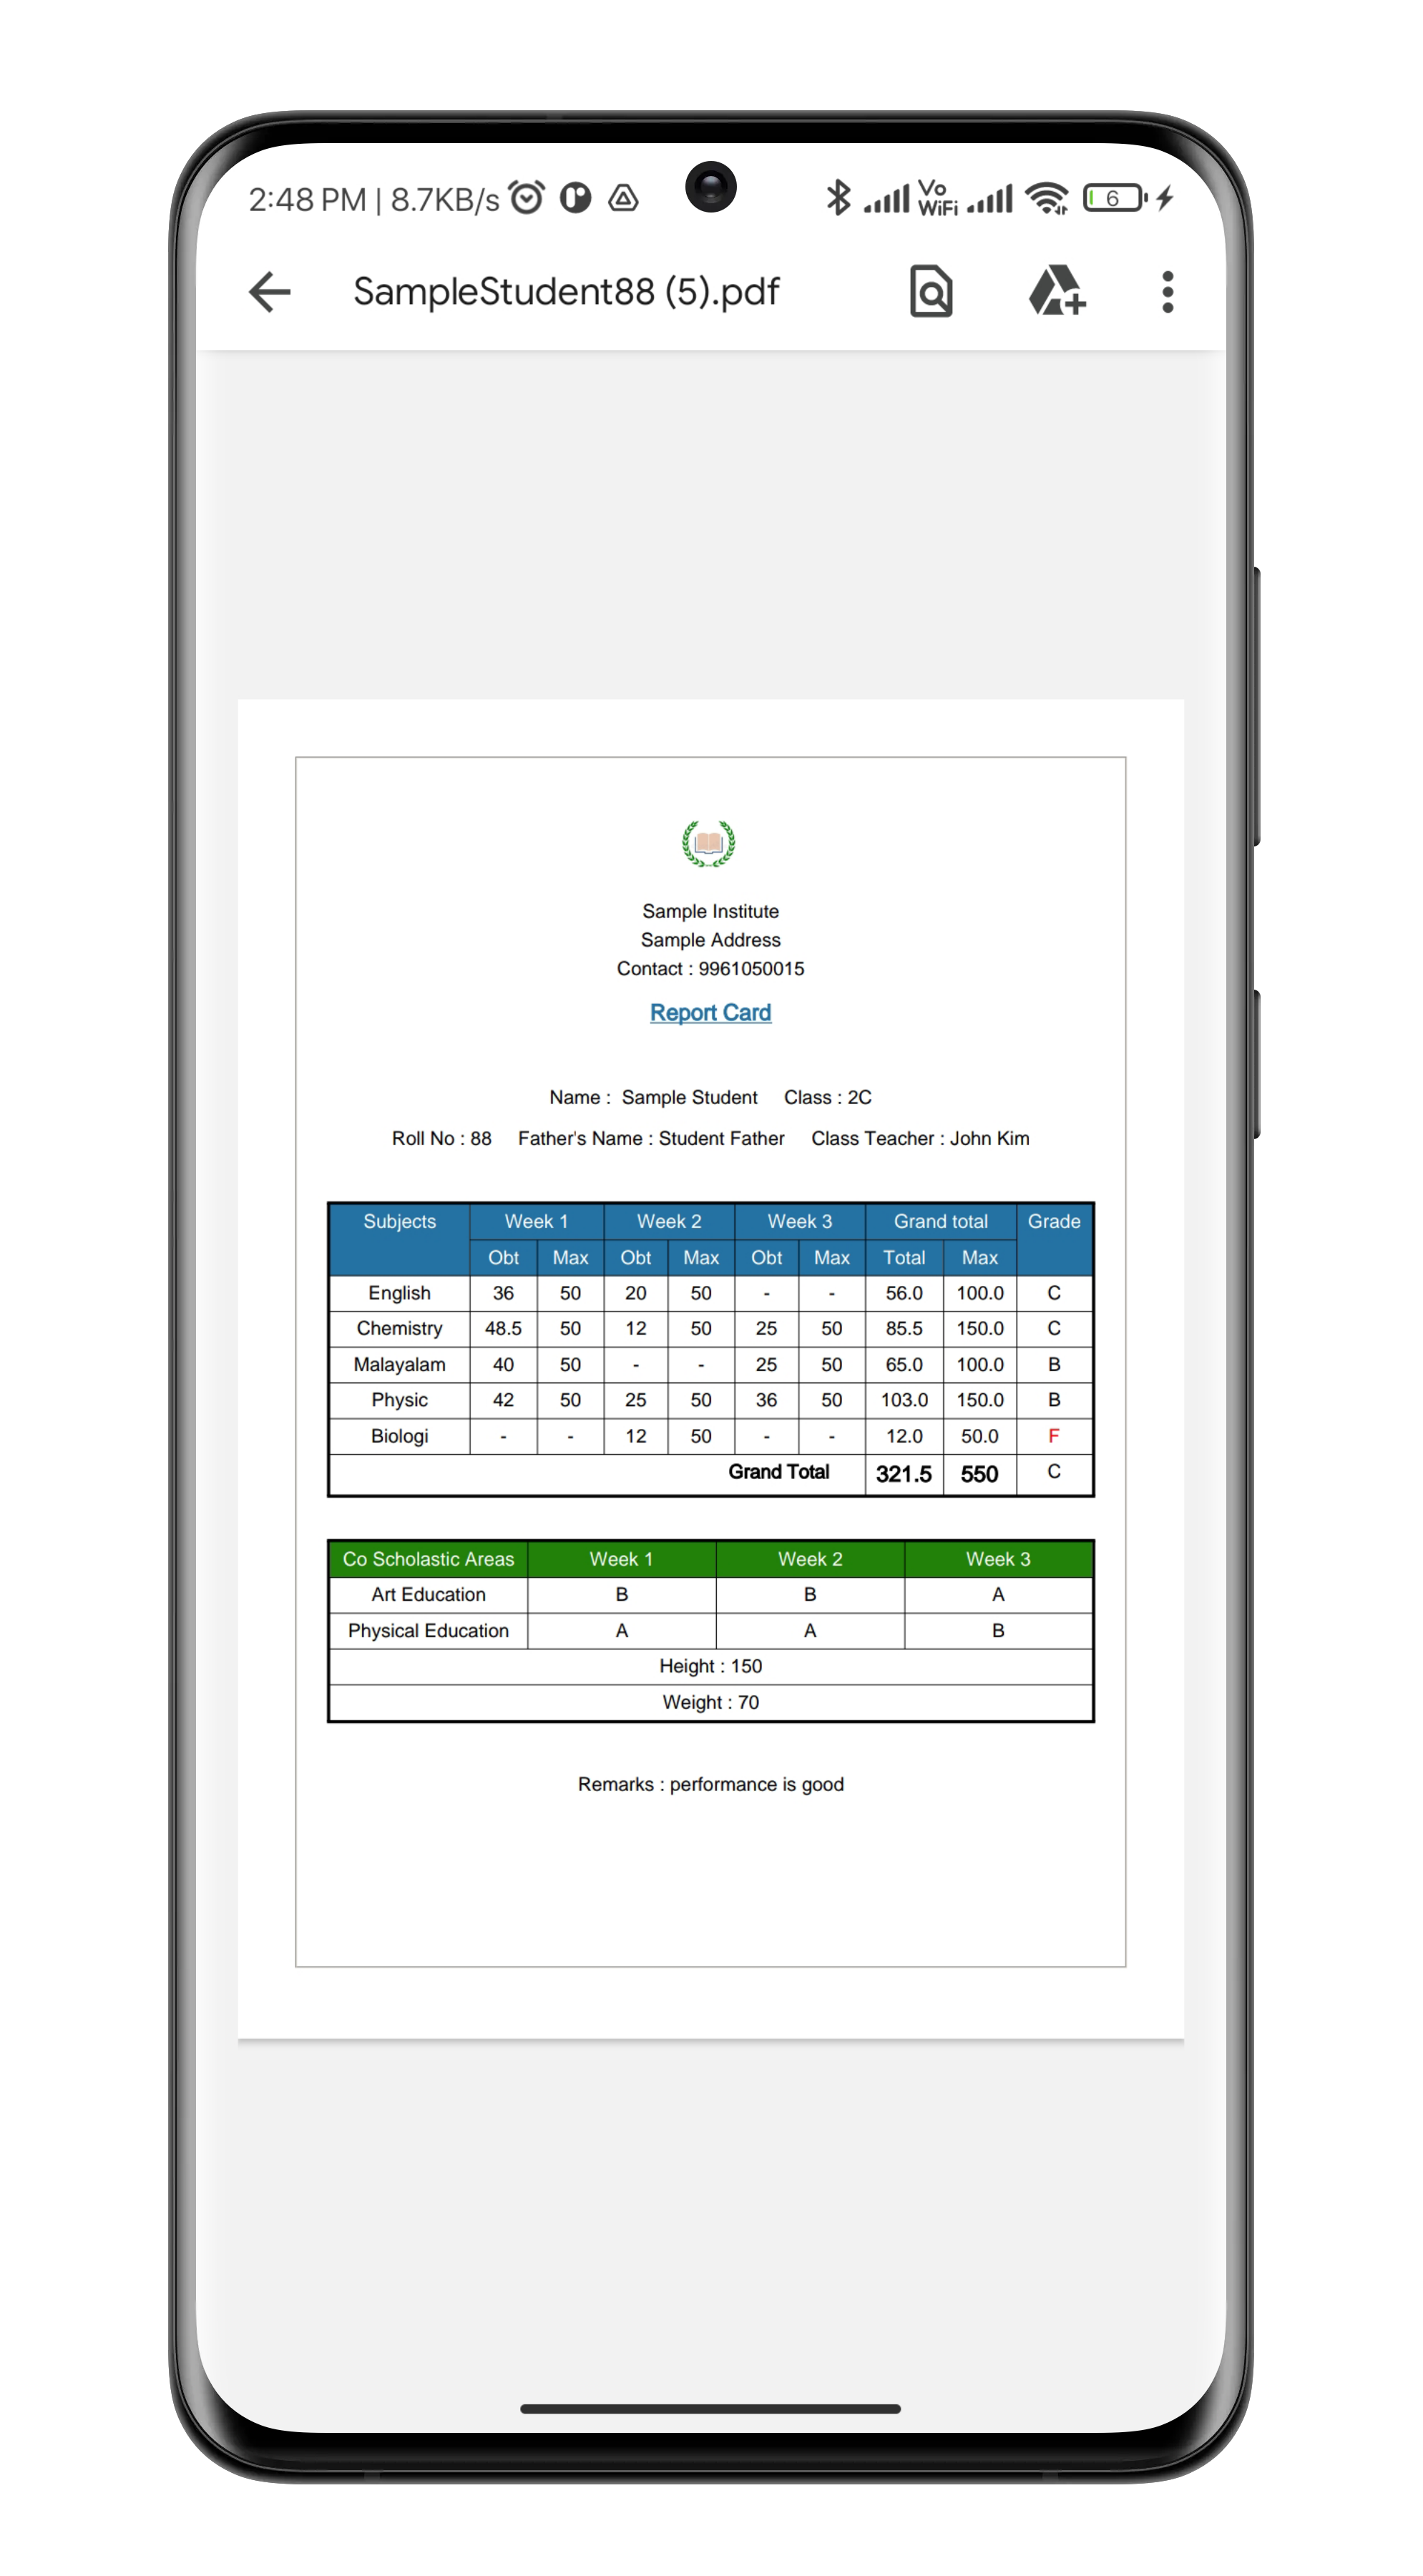 2:48 PM | 8.7KB/s Vo WiFi 6
SampleStudent88 (5).pdf
Sample Institute
Sample Address
Contact : 9961050015
Report Card
Name : Sample Student Class : 2C
Roll No : 88 Father's Name : Student Father Class Teacher : John Kim
Subjects Week 1 Week 2 Week 3 Grand total Grade
Obt Max Obt Max Obt Max Total Max
English 36 50 20 50 - - 56.0 100.0 C
Chemistry 48.5 50 12 50 25 50 85.5 150.0 C
Malayalam 40 50 - - 25 50 65.0 100.0 B
Physic 42 50 25 50 36 50 103.0 150.0 B
Biologi - - 12 50 - - 12.0 50.0 F
Grand Total 321.5 550 C
Co Scholastic Areas Week 1 Week 2 Week 3
Art Education B B A
Physical Education A A B
Height : 150
Weight : 70
Remarks : performance is good